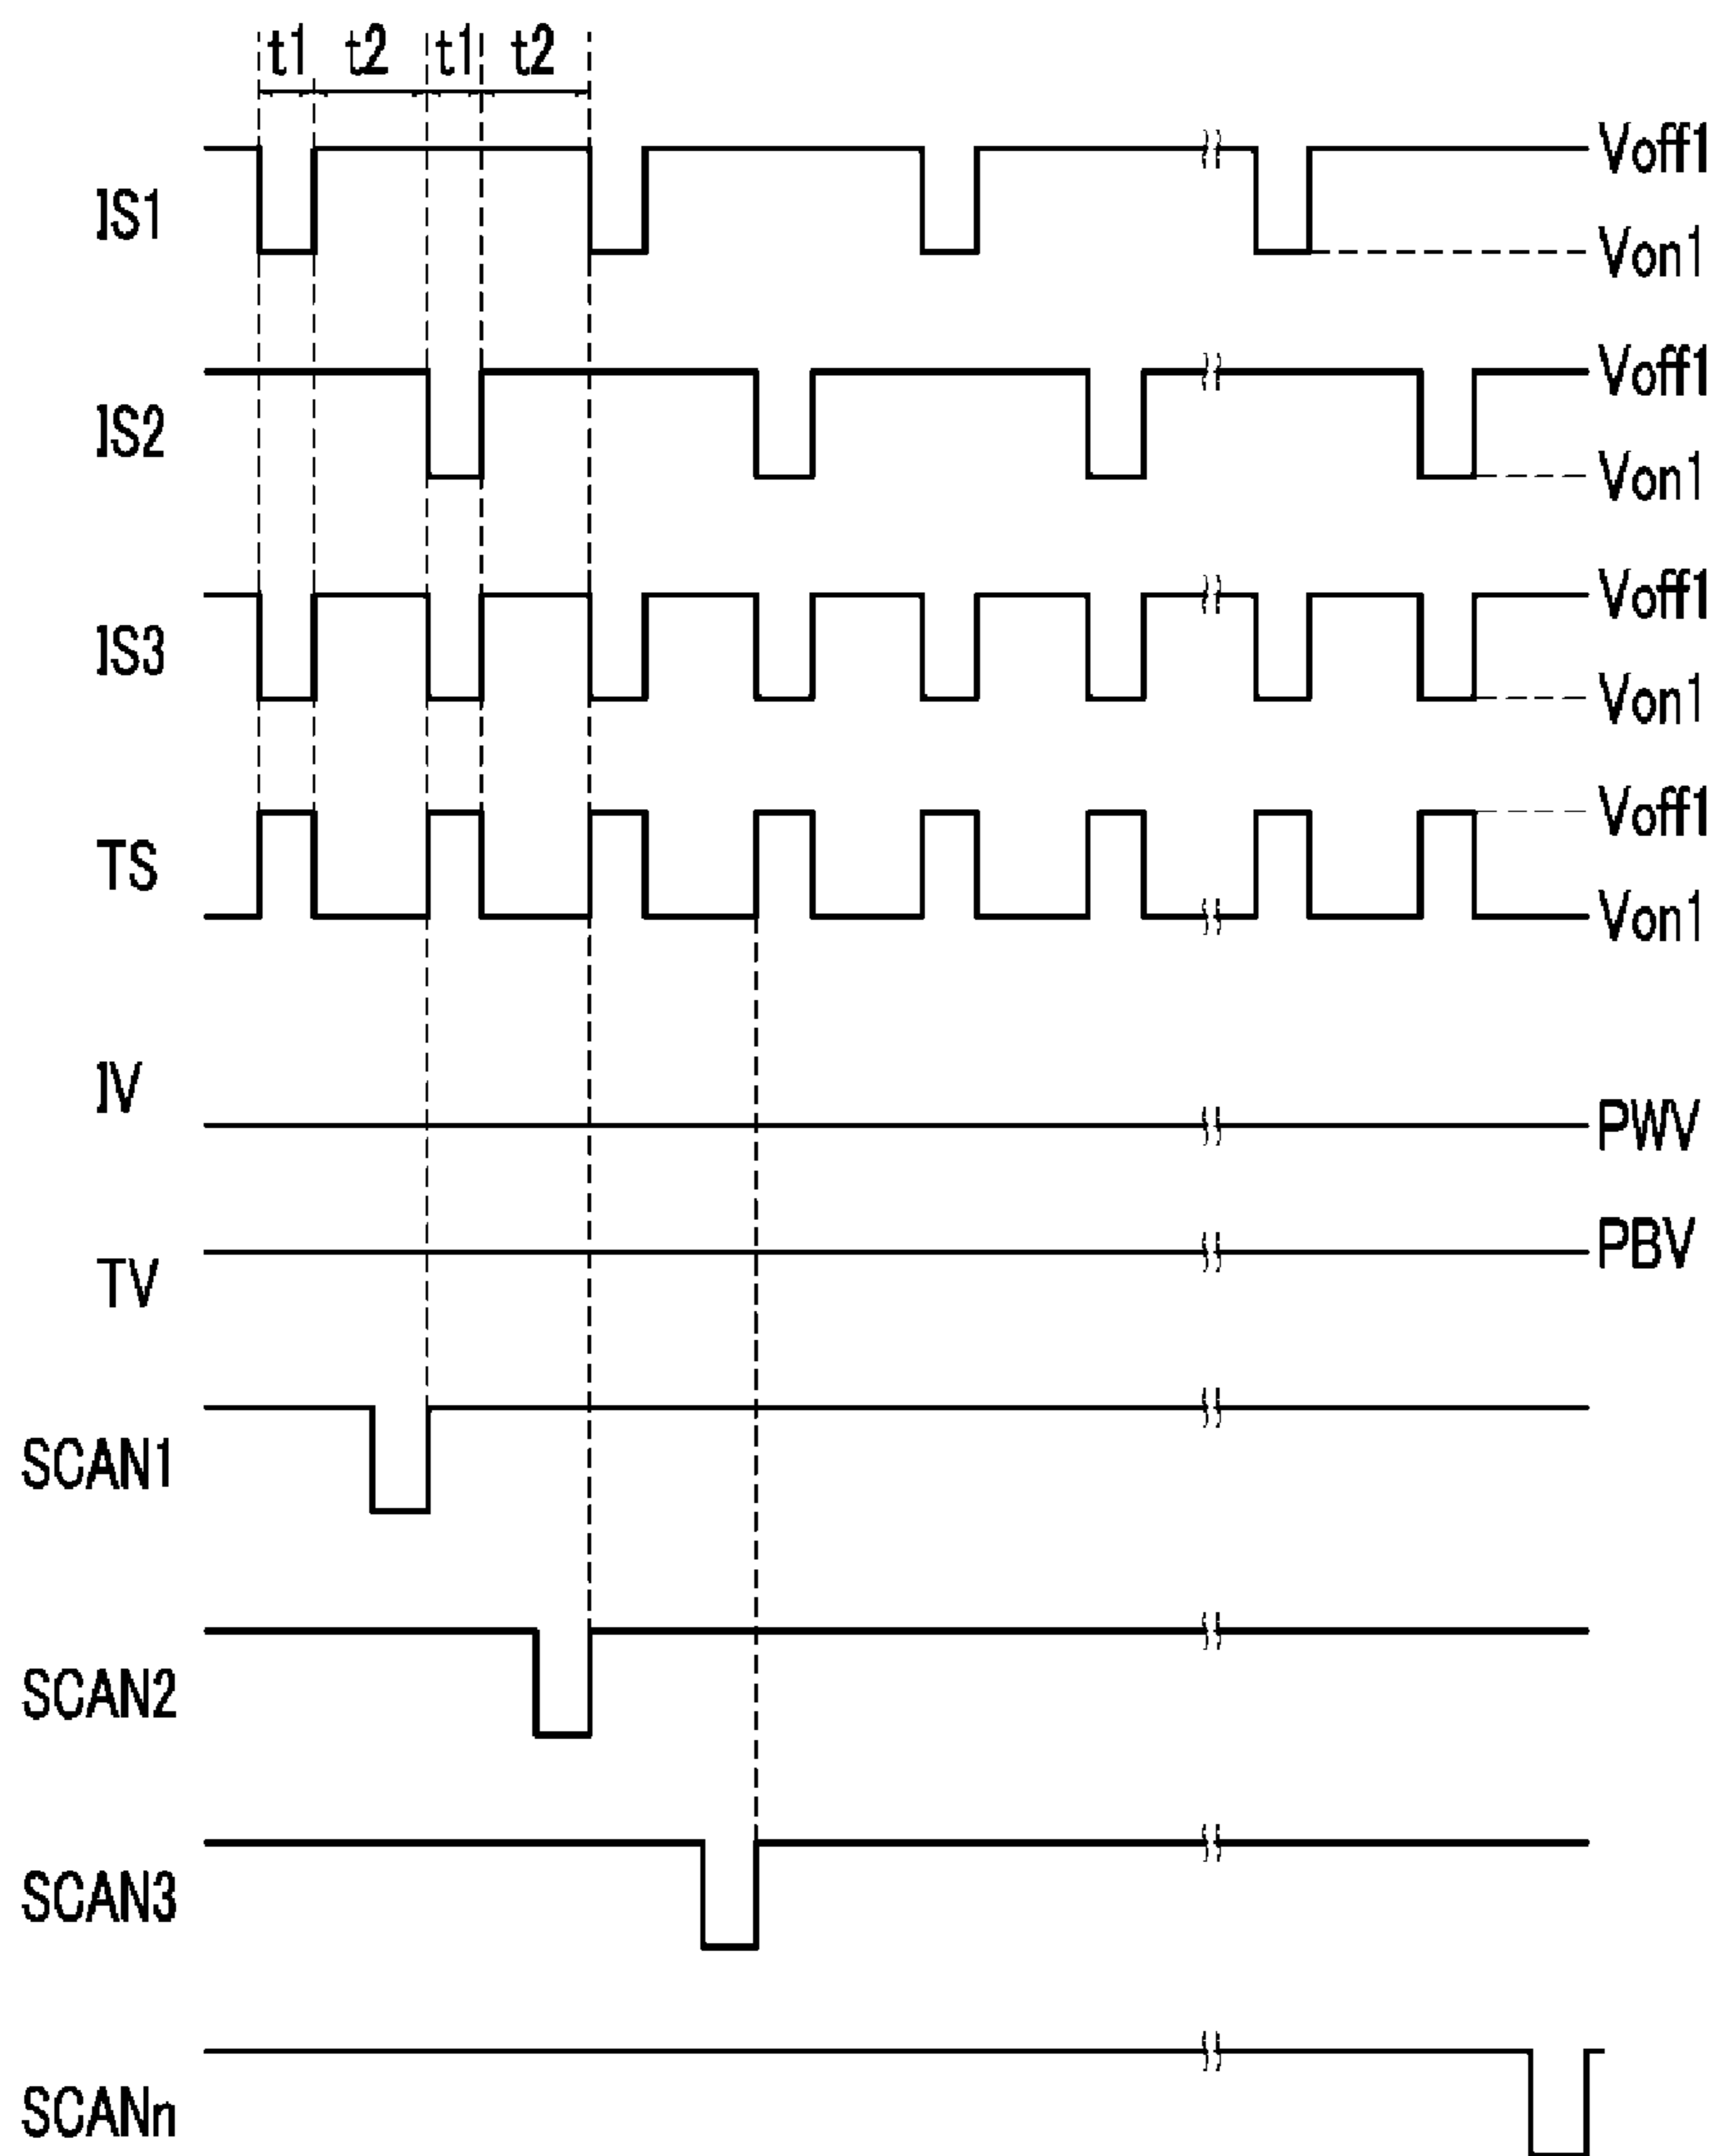 t1 t2 t1 t2
Voff1
IS1
Von1
Voff1
IS2
Von1
Voff1
IS3
Von1
Voff1
TS
Von1
IV
PWV
PBV
TV
SCAN1
SCAN2
SCAN3
SCANn